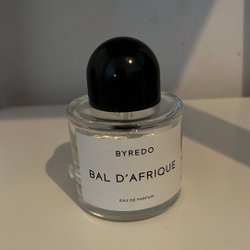 BYREDO
BAL D'AFRIQUE
EAU DE PARFUM